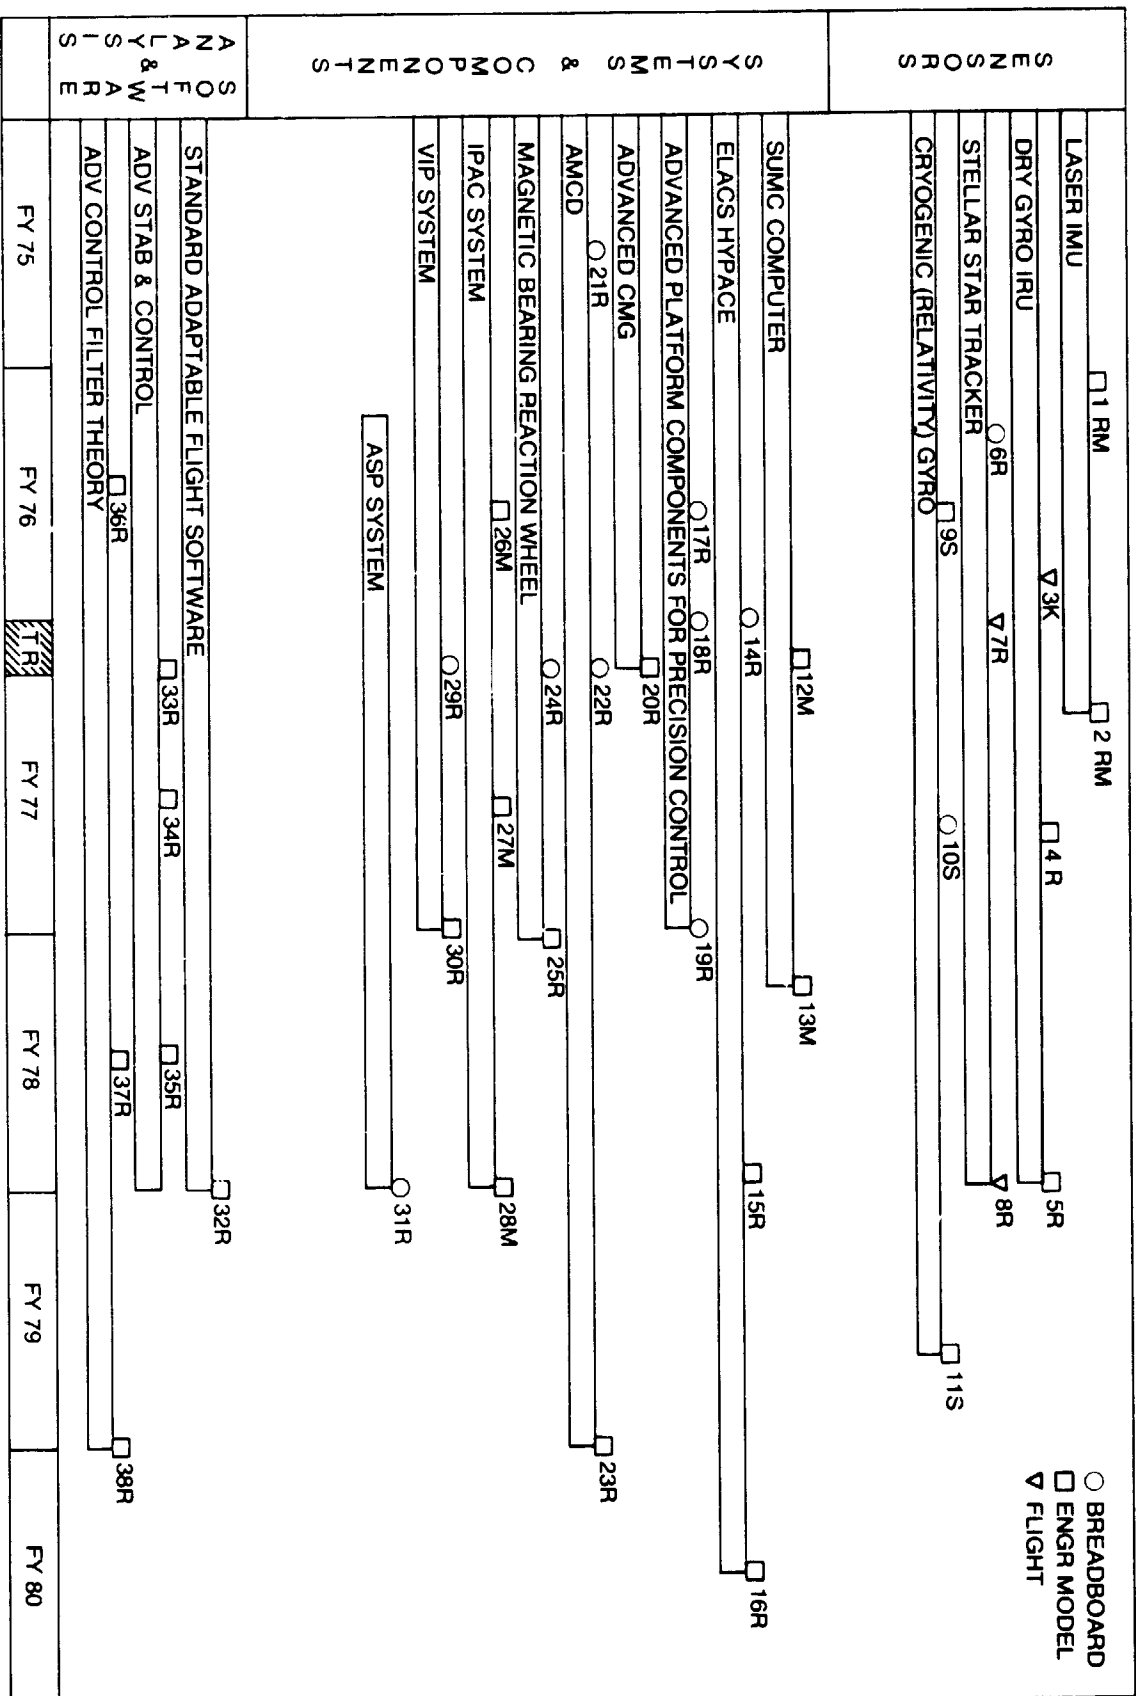 ○ BREADBOARD
□ ENGR MODEL
▽ FLIGHT
SENSORS
1 RM
2 RM
LASER IMU
3K
4 R
5R
DRY GYRO IRU
6R
7R
8R
STELLAR STAR TRACKER
9S
10S
11S
CRYOGENIC (RELATIVITY) GYRO
SYSTEMS & COMPONENTS
12M
13M
SUMC COMPUTER
14R
15R
16R
ELACS HYPACE
17R
18R
19R
ADVANCED PLATFORM COMPONENTS FOR PRECISION CONTROL
20R
ADVANCED CMG
21R
22R
23R
AMCD
24R
25R
MAGNETIC BEARING REACTION WHEEL
26M
27M
28M
IPAC SYSTEM
29R
30R
VIP SYSTEM
31R
ASP SYSTEM
ANALYSIS & SOFTWARE
32R
STANDARD ADAPTABLE FLIGHT SOFTWARE
33R
34R
35R
ADV STAB & CONTROL
36R
37R
38R
ADV CONTROL FILTER THEORY
FY 75
FY 76
TR
FY 77
FY 78
FY 79
FY 80